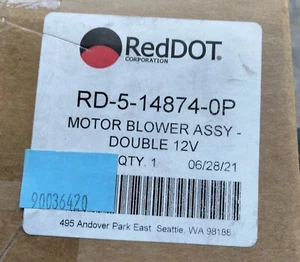 RedDOT
CORPORATION
RD-5-14874-0P
MOTOR BLOWER ASSY -
DOUBLE 12V
QTY. 1 06/28/21
90036420
495 Andover Park East Seattle, WA 98188